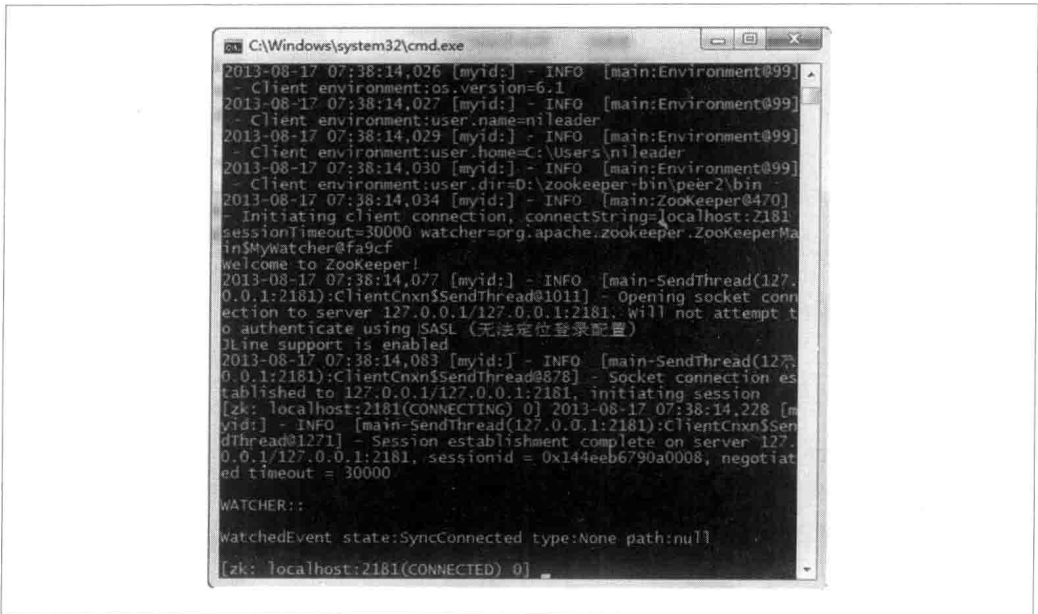 C:\Windows\system32\cmd.exe
2013-08-17 07:38:14,026 [myid:] - INFO  [main:Environment@99]
 - Client environment:os.version=6.1
2013-08-17 07:38:14,027 [myid:] - INFO  [main:Environment@99]
 - Client environment:user.name=nileader
2013-08-17 07:38:14,029 [myid:] - INFO  [main:Environment@99]
 - Client environment:user.home=C:\Users\nileader
2013-08-17 07:38:14,030 [myid:] - INFO  [main:Environment@99]
 - Client environment:user.dir=D:\zookeeper-bin\peer2\bin
2013-08-17 07:38:14,034 [myid:] - INFO  [main:ZooKeeper@470]
- Initiating client connection, connectString=localhost:2181
sessionTimeout=30000 watcher=org.apache.zookeeper.ZooKeeperMa
in$MyWatcher@fa9cf
Welcome to ZooKeeper!
2013-08-17 07:38:14,077 [myid:] - INFO  [main-SendThread(127.
0.0.1:2181):ClientCnxn$SendThread@1011] - Opening socket conn
ection to server 127.0.0.1/127.0.0.1:2181. Will not attempt t
o authenticate using SASL (无法定位登录配置)
JLine support is enabled
2013-08-17 07:38:14,083 [myid:] - INFO  [main-SendThread(127.
0.0.1:2181):ClientCnxn$SendThread@878] - Socket connection es
tablished to 127.0.0.1/127.0.0.1:2181, initiating session
[zk: localhost:2181(CONNECTING) 0] 2013-08-17 07:38:14,228 [m
yid:] - INFO  [main-SendThread(127.0.0.1:2181):ClientCnxn$Sen
dThread@1271] - Session establishment complete on server 127.
0.0.1/127.0.0.1:2181, sessionid = 0x144eeb6790a0008, negotiat
ed timeout = 30000
WATCHER::
WatchedEvent state:SyncConnected type:None path:null
[zk: localhost:2181(CONNECTED) 0]